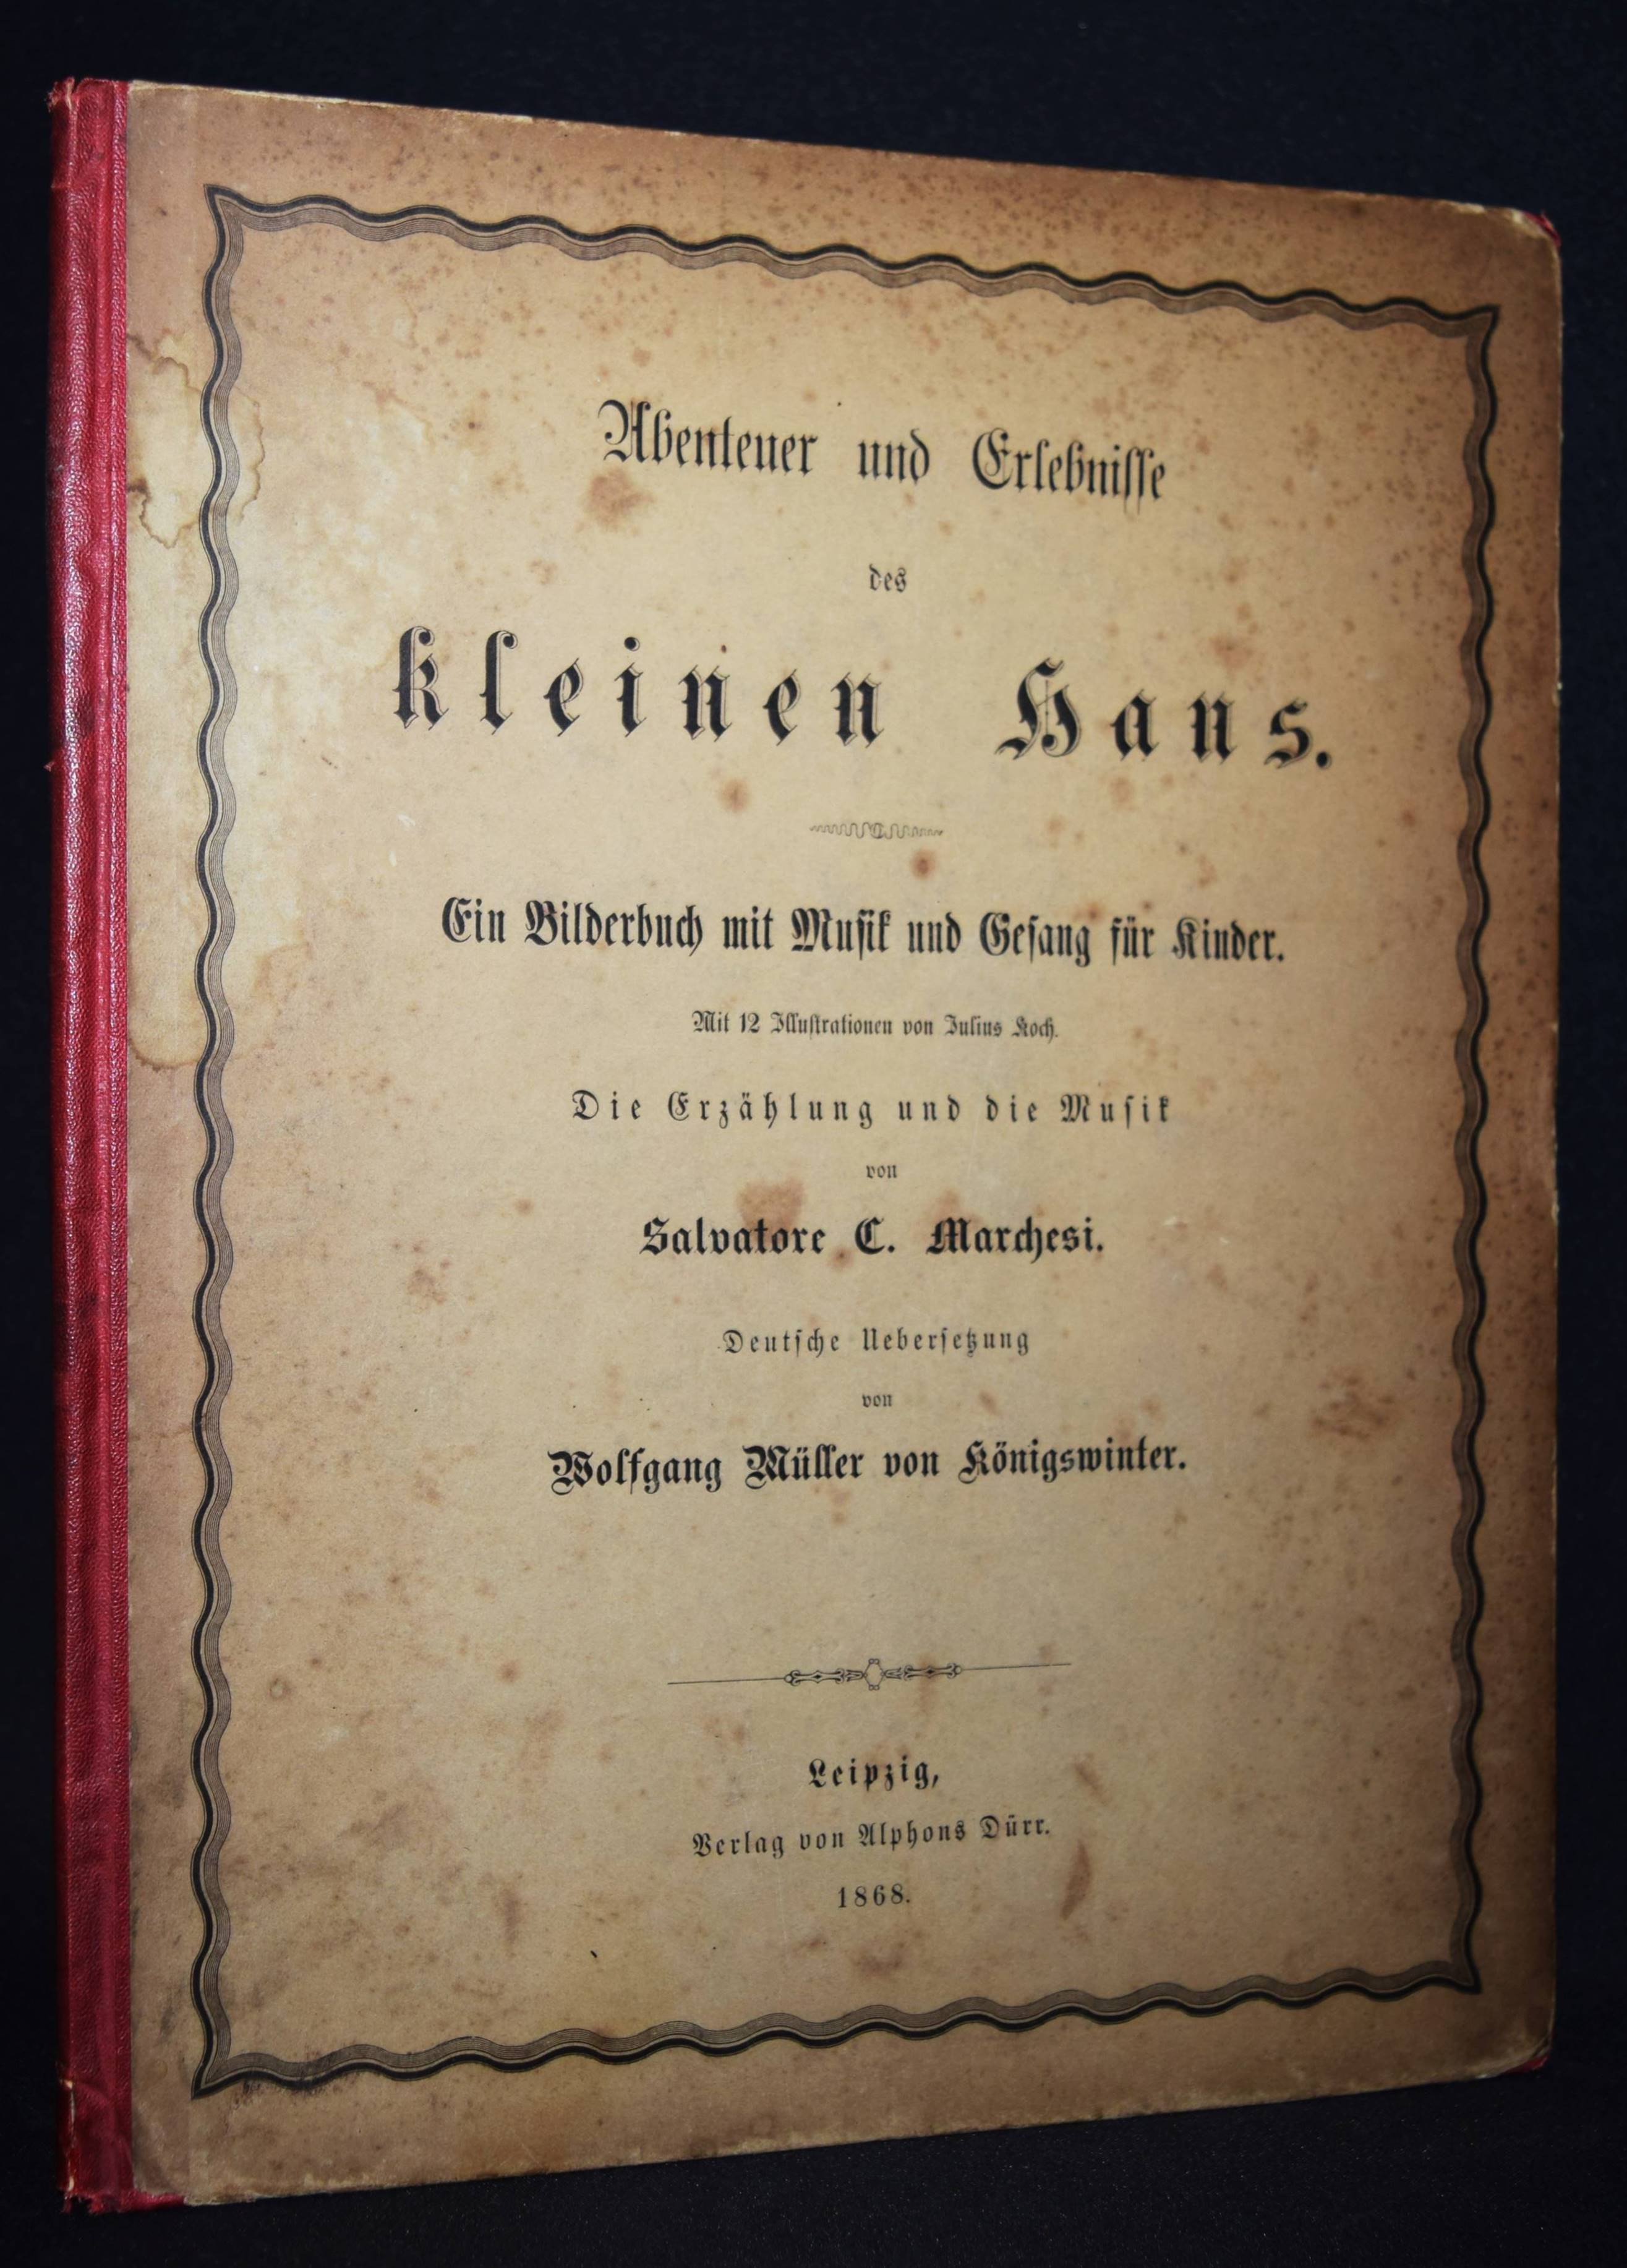 Abenteuer und Erlebnisse
des
kleinen Hans.
Ein Bilderbuch mit Musik und Gesang für Kinder.
Mit 12 Illustrationen von Julius Koch.
Die Erzählung und die Musik
von
Salvatore C. Marchesi.
Deutsche Uebersetzung
von
Wolfgang Müller von Königswinter.
Leipzig,
Verlag von Alphons Dürr.
1868.